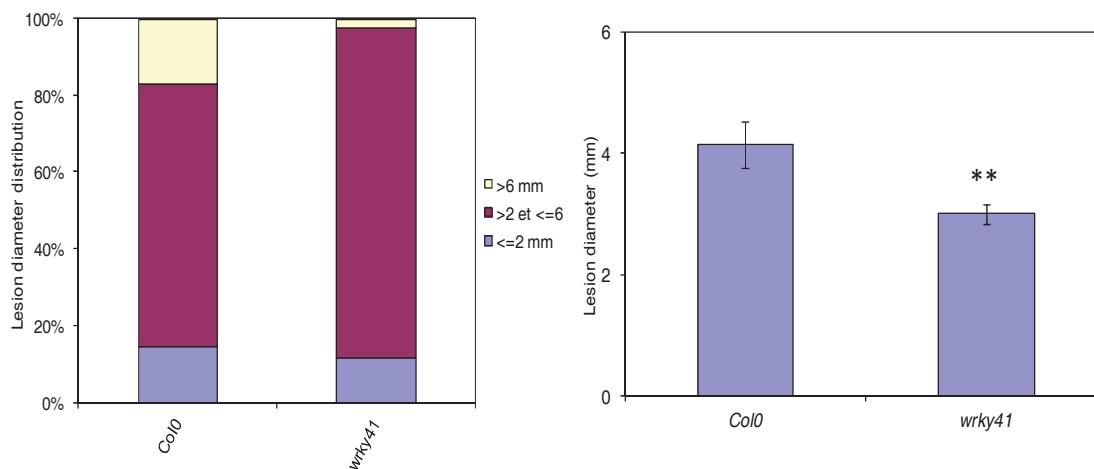 100%
80%
60%
40%
20%
0%
Lesion diameter distribution
Col0
wrky41
>6 mm
>2 et <=6
<=2 mm
6
4
2
0
Lesion diameter (mm)
**
Col0
wrky41